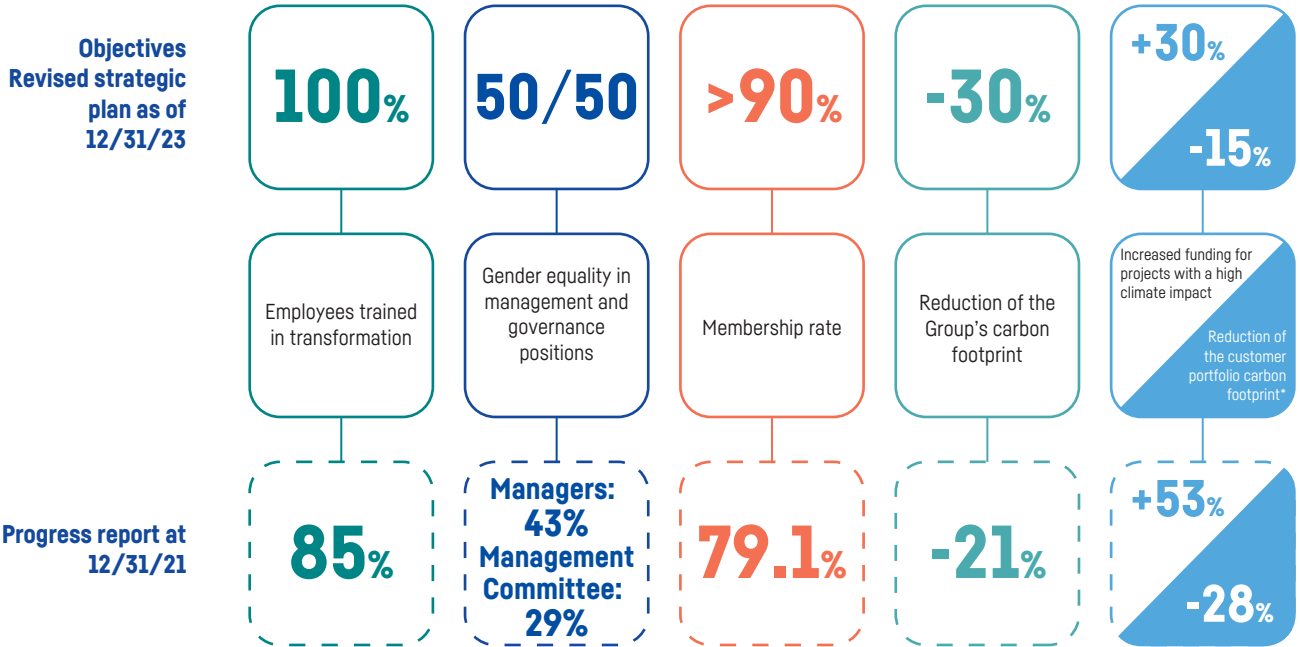 Objectives
Revised strategic
plan as of
12/31/23
100%
50/50
>90%
-30%
+30%
-15%
Employees trained
in transformation
Gender equality in
management and
governance
positions
Membership rate
Reduction of the
Group's carbon
footprint
Increased funding for
projects with a high
climate impact
Reduction of
the customer
portfolio carbon
footprint*
Progress report at
12/31/21
85%
Managers:
43%
Management
Committee:
29%
79.1%
-21%
+53%
-28%